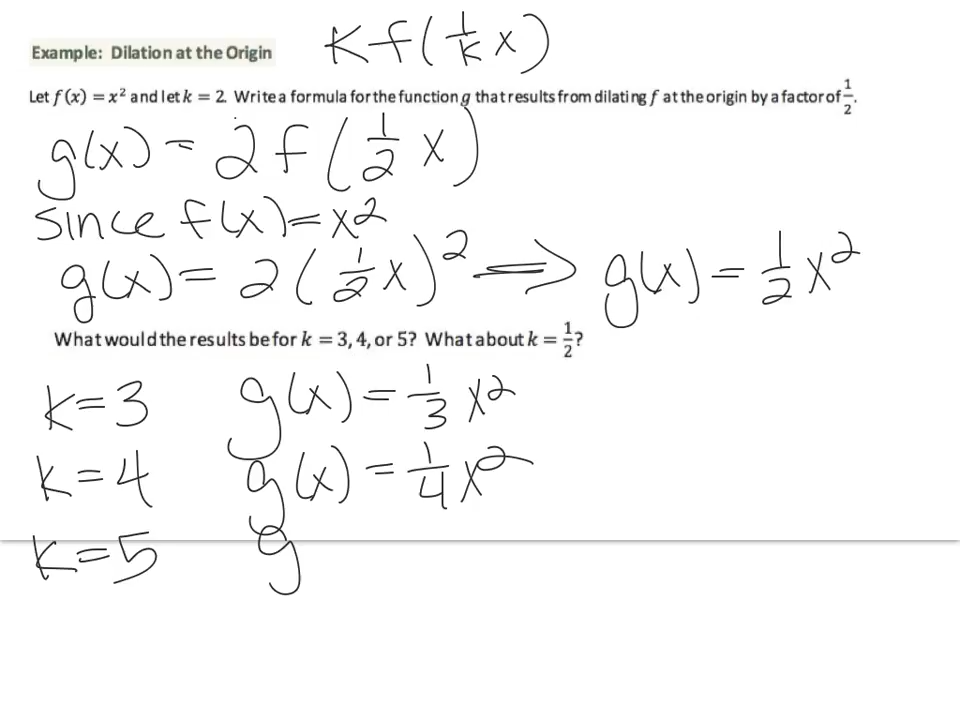 Example: Dilation at the Origin
K f(1/k x)
Let f(x) = x² and let k = 2. Write a formula for the function g that results from dilating f at the origin by a factor of 1/2.
g(x) = 2 f (1/2 x)
since f(x) = x²
g(x) = 2 (1/2 x)² ⟹ g(x) = 1/2 x²
What would the results be for k = 3, 4, or 5? What about k = 1/2?
k = 3 g(x) = 1/3 x²
k = 4 g(x) = 1/4 x²
k = 5 g